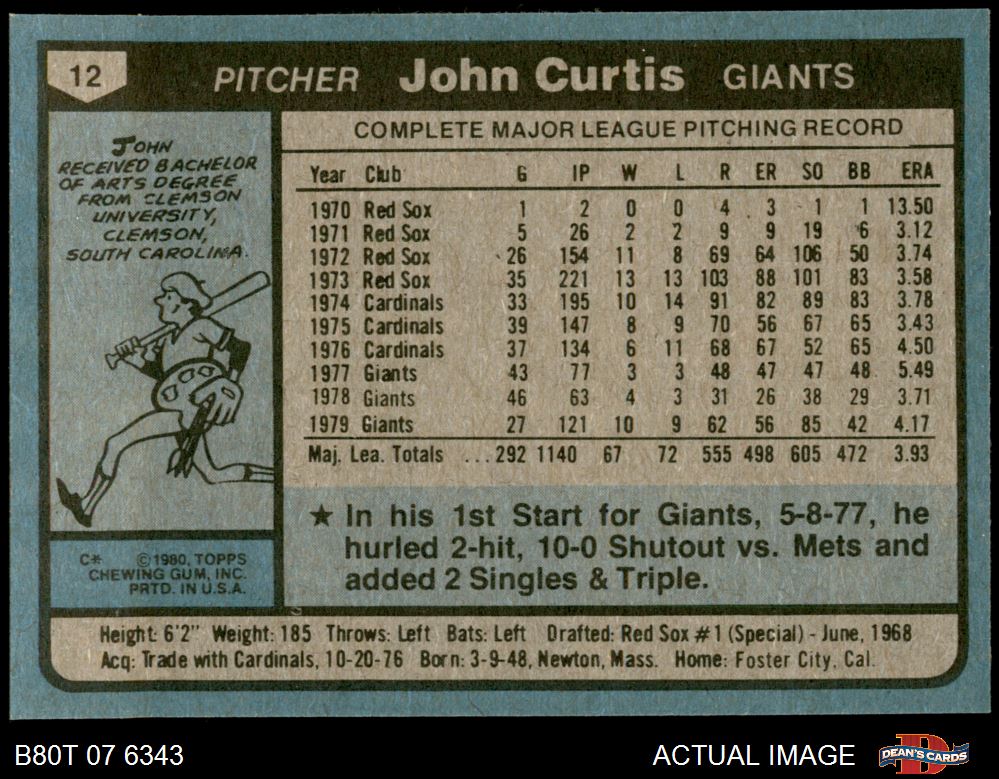 12 PITCHER John Curtis GIANTS
JOHN
RECEIVED BACHELOR
OF ARTS DEGREE
FROM CLEMSON
UNIVERSITY,
CLEMSON,
SOUTH CAROLINA.
COMPLETE MAJOR LEAGUE PITCHING RECORD
Year Club G IP W L R ER SO BB ERA
1970 Red Sox 1 2 0 0 4 3 1 1 13.50
1971 Red Sox 5 26 2 2 9 9 19 6 3.12
1972 Red Sox 26 154 11 8 69 64 106 50 3.74
1973 Red Sox 35 221 13 13 103 88 101 83 3.58
1974 Cardinals 33 195 10 14 91 82 89 83 3.78
1975 Cardinals 39 147 8 9 70 56 67 65 3.43
1976 Cardinals 37 134 6 11 68 67 52 65 4.50
1977 Giants 43 77 3 3 48 47 47 48 5.49
1978 Giants 46 63 4 3 31 26 38 29 3.71
1979 Giants 27 121 10 9 62 56 85 42 4.17
Maj. Lea. Totals ... 292 1140 67 72 555 498 605 472 3.93
★ In his 1st Start for Giants, 5-8-77, he
hurled 2-hit, 10-0 Shutout vs. Mets and
added 2 Singles & Triple.
C* ©1980, TOPPS
CHEWING GUM, INC.
PRTD. IN U.S.A.
Height: 6'2" Weight: 185 Throws: Left Bats: Left Drafted: Red Sox #1 (Special) - June, 1968
Acq: Trade with Cardinals, 10-20-76 Born: 3-9-48, Newton, Mass. Home: Foster City, Cal.
B80T 07 6343 ACTUAL IMAGE DEAN'S CARDS